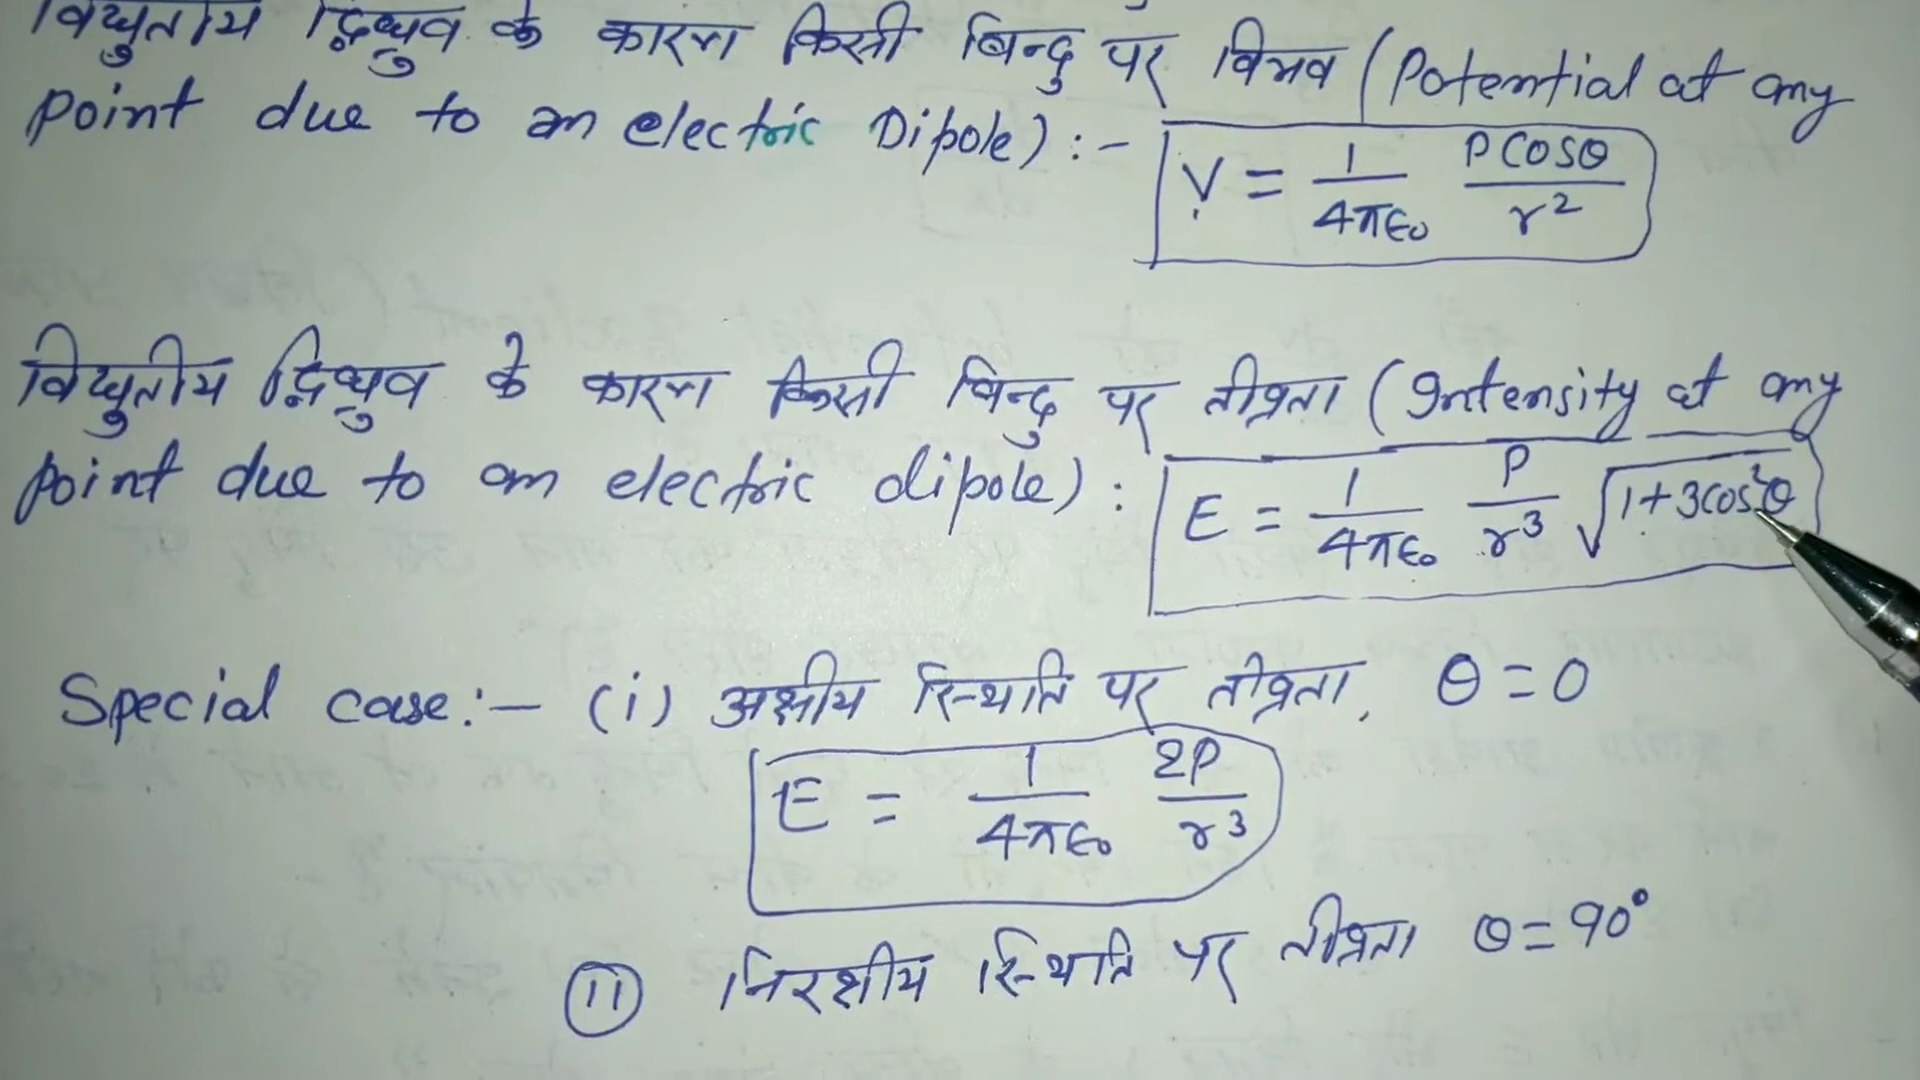 विद्युतीय द्विध्रुव के कारण किसी बिन्दु पर विभव (Potential at any
point due to an electric Dipole) :- V = 1/4πε₀ PCOSθ/r²
विद्युतीय द्विध्रुव के कारण किसी बिन्दु पर तीव्रता (Intensity at any
point due to an electric dipole) : E = 1/4πε₀ P/r³ √1+3cos²θ
Special case:- (i) अक्षीय स्थिति पर तीव्रता, θ = 0
E = 1/4πε₀ 2P/r³
(ii) निरक्षीय स्थिति पर तीव्रता θ = 90°